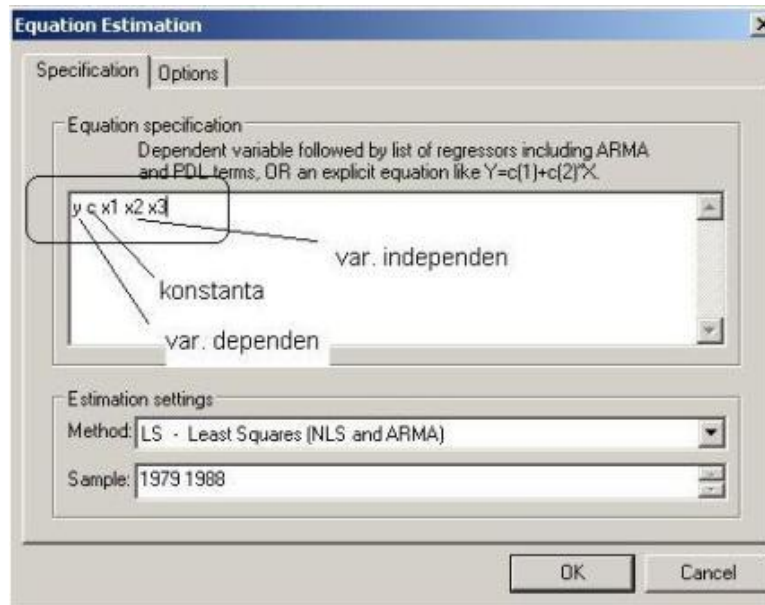 Equation Estimation
Specification
Options
Equation specification
Dependent variable followed by list of regressors including ARMA
and PDL terms, OR an explicit equation like Y=c(1)+c(2)*X.
y c x1 x2 x3
var. independen
konstanta
var. dependen
Estimation settings
Method: LS - Least Squares (NLS and ARMA)
Sample: 1979 1988
OK
Cancel